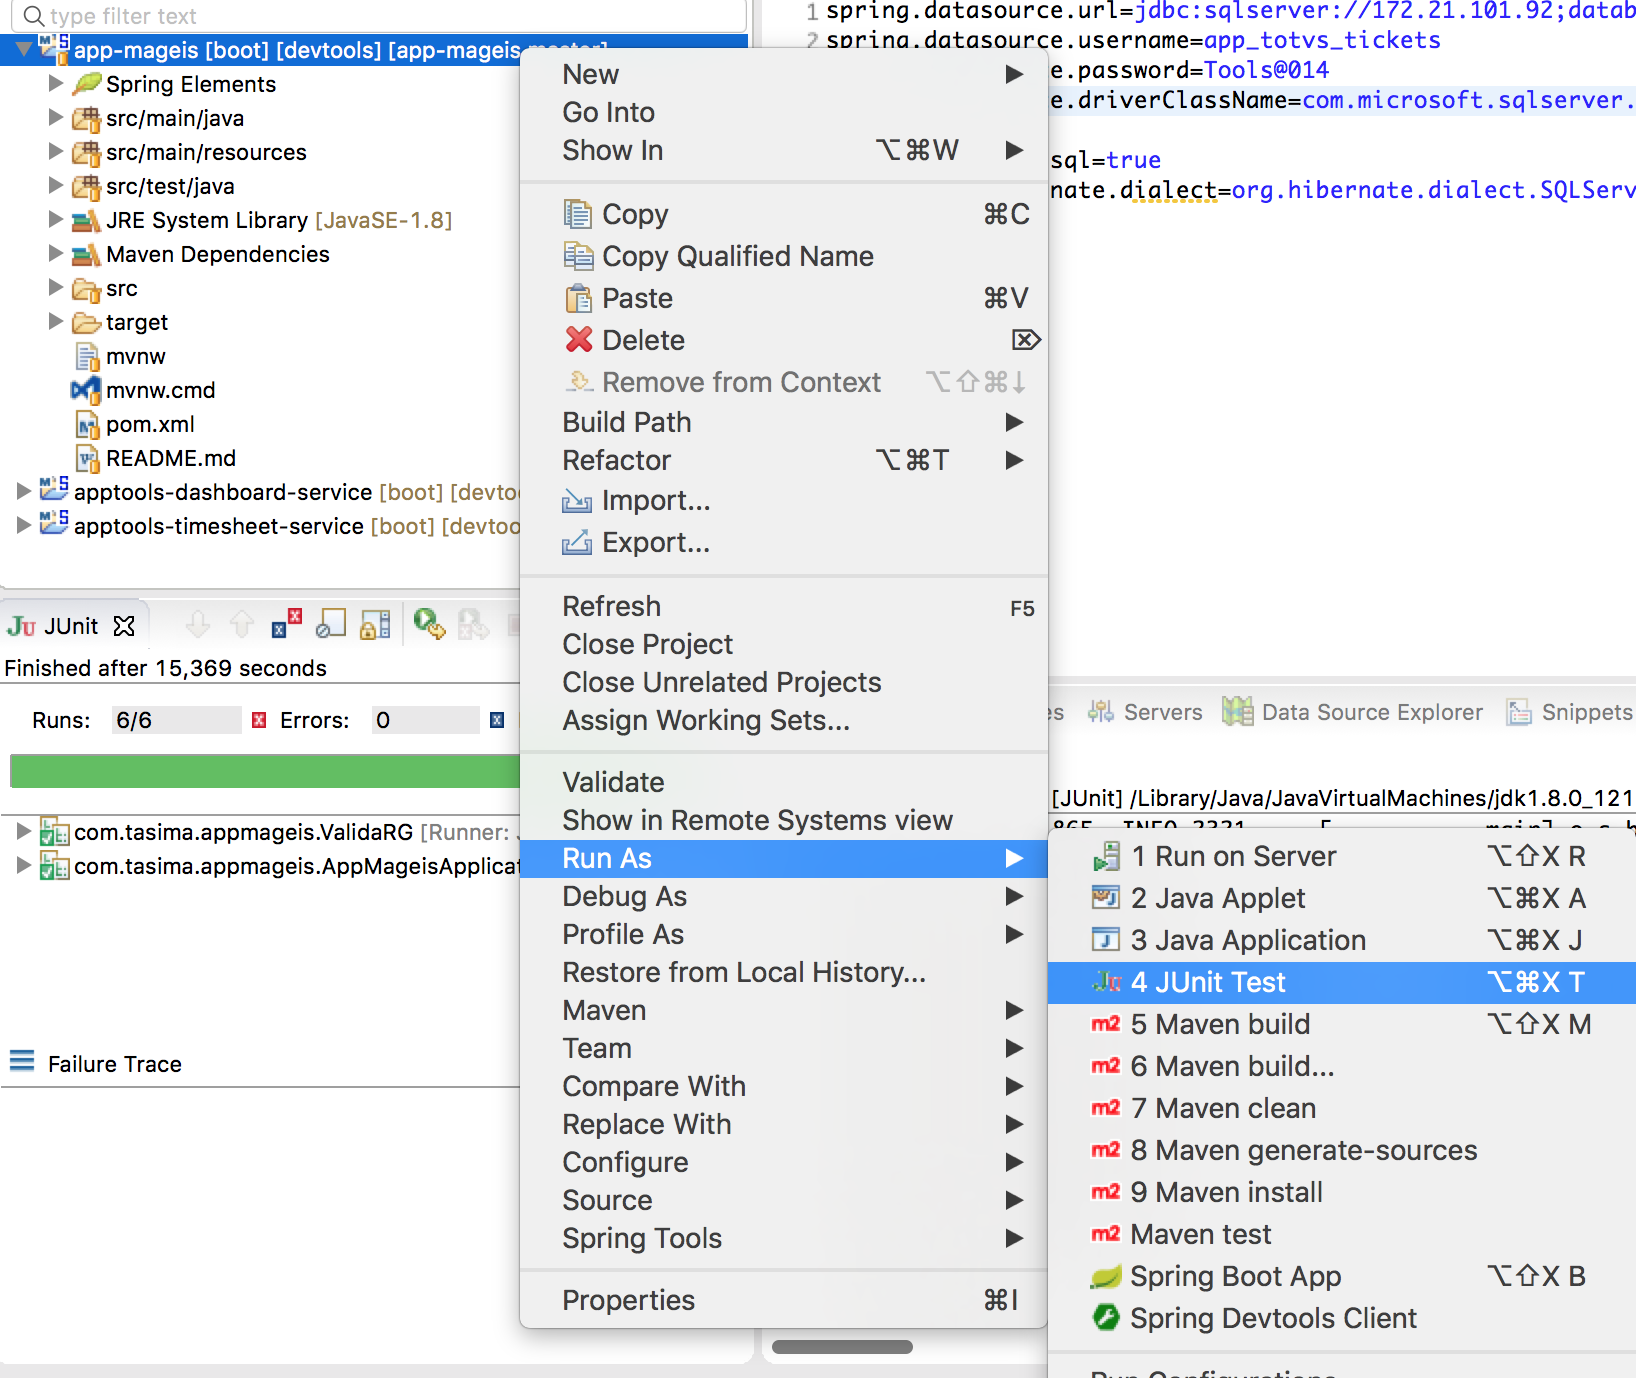 type filter text
app-mageis [boot] [devtools] [app-mageis master]
Spring Elements
src/main/java
src/main/resources
src/test/java
JRE System Library [JavaSE-1.8]
Maven Dependencies
src
target
mvnw
mvnw.cmd
pom.xml
README.md
apptools-dashboard-service [boot] [devto
apptools-timesheet-service [boot] [devtoo
JUnit
Finished after 15,369 seconds
Runs: 6/6 Errors: 0
com.tasima.appmageis.ValidaRG [Runner:
com.tasima.appmageis.AppMageisApplicat
Failure Trace
1 spring.datasource.url=jdbc:sqlserver://172.21.101.92;datab
2 spring.datasource.username=app_totvs_tickets
e.password=Tools@014
e.driverClassName=com.microsoft.sqlserver.
sql=true
nate.dialect=org.hibernate.dialect.SQLServ
New
Go Into
Show In ⌥⌘W
Copy ⌘C
Copy Qualified Name
Paste ⌘V
Delete ⌦
Remove from Context ⌥⇧⌘↓
Build Path
Refactor ⌥⌘T
Import...
Export...
Refresh F5
Close Project
Close Unrelated Projects
Assign Working Sets...
Validate
Show in Remote Systems view
Run As
Debug As
Profile As
Restore from Local History...
Maven
Team
Compare With
Replace With
Configure
Source
Spring Tools
Properties ⌘I
es Servers Data Source Explorer Snippets
[JUnit] /Library/Java/JavaVirtualMachines/jdk1.8.0_121
1 Run on Server ⌥⇧X R
2 Java Applet ⌥⌘X A
3 Java Application ⌥⌘X J
4 JUnit Test ⌥⌘X T
5 Maven build ⌥⇧X M
6 Maven build...
7 Maven clean
8 Maven generate-sources
9 Maven install
Maven test
Spring Boot App ⌥⇧X B
Spring Devtools Client
Run Configurations